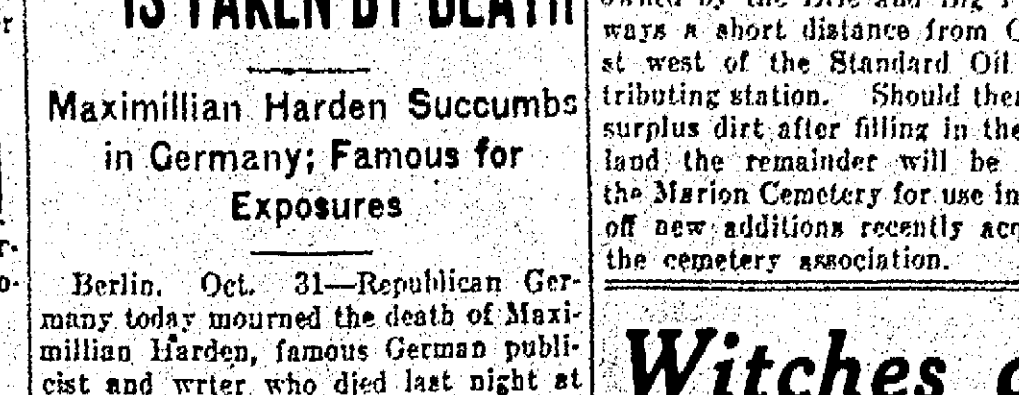 IS TAKEN BY DEATH
Maximillian Harden Succumbs
in Germany; Famous for
Exposures
Berlin. Oct. 31—Republican Ger-
many today mourned the death of Maxi-
millian Harden, famous German publi-
cist and wrter who died last night at
ways a short distance from
st west of the Standard Oil
tributing station. Should
surplus dirt after filling in the
land the remainder will be
the Marion Cemetery for use in
off new additions recently
the cemetery association.
Witches